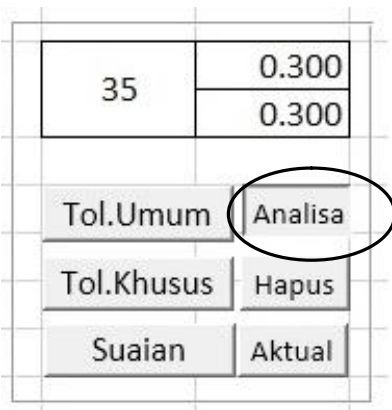 35 0.300
0.300
Tol.Umum Analisa
Tol.Khusus Hapus
Suaian Aktual